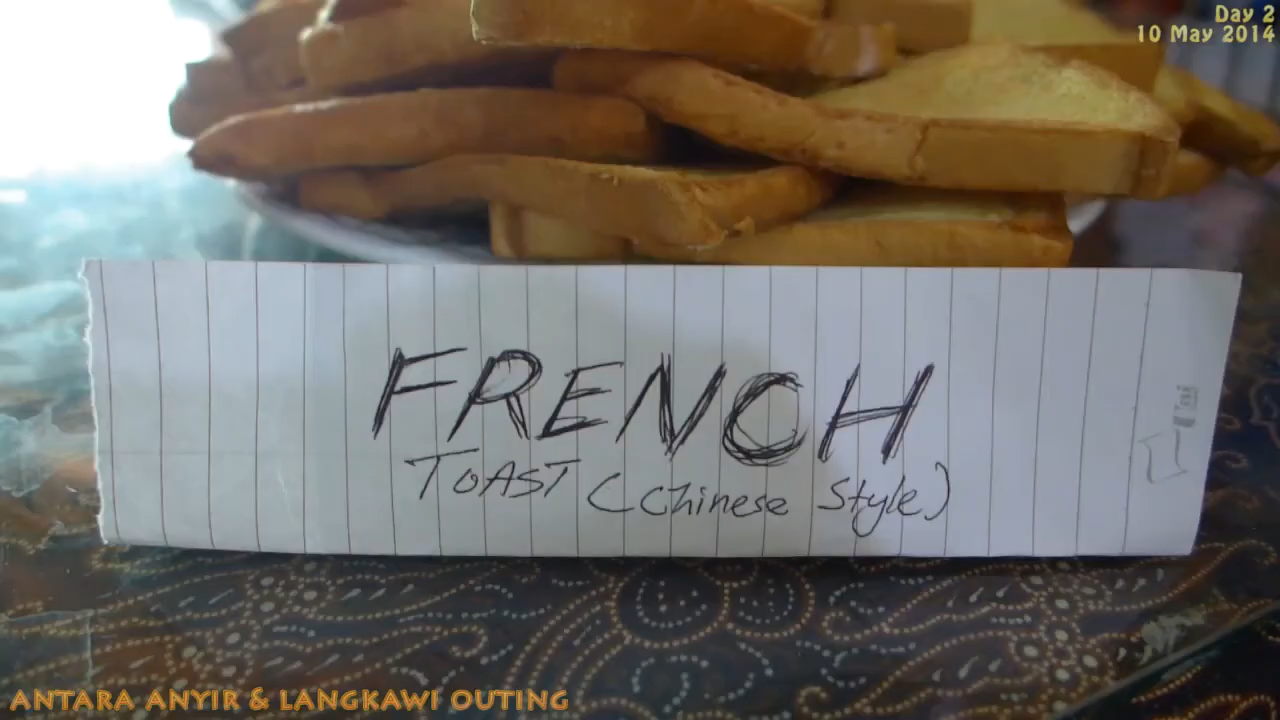 Day 2
10 May 2014
FRENCH
TOAST (Chinese Style)
ANTARA ANYIR & LANGKAWI OUTING